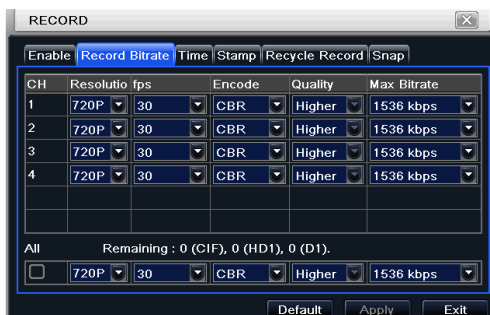 RECORD
Enable Record Bitrate Time Stamp Recycle Record Snap
CH Resolutio fps Encode Quality Max Bitrate
1 720P 30 CBR Higher 1536 kbps
2 720P 30 CBR Higher 1536 kbps
3 720P 30 CBR Higher 1536 kbps
4 720P 30 CBR Higher 1536 kbps
All Remaining : 0 (CIF), 0 (HD1), 0 (D1).
720P 30 CBR Higher 1536 kbps
Default Apply Exit